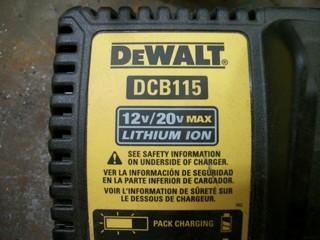 DEWALT®
DCB115
12V/20V MAX
LITHIUM ION
SEE SAFETY INFORMATION
ON UNDERSIDE OF CHARGER.
VER LA INFORMACIÓN DE SEGURIDAD
EN LA PARTE INFERIOR DE CARGADOR.
VOIR L'INFORMATION DE SÛRETÉ SUR
LE DESSOUS DE CHARGEUR.
PACK CHARGING